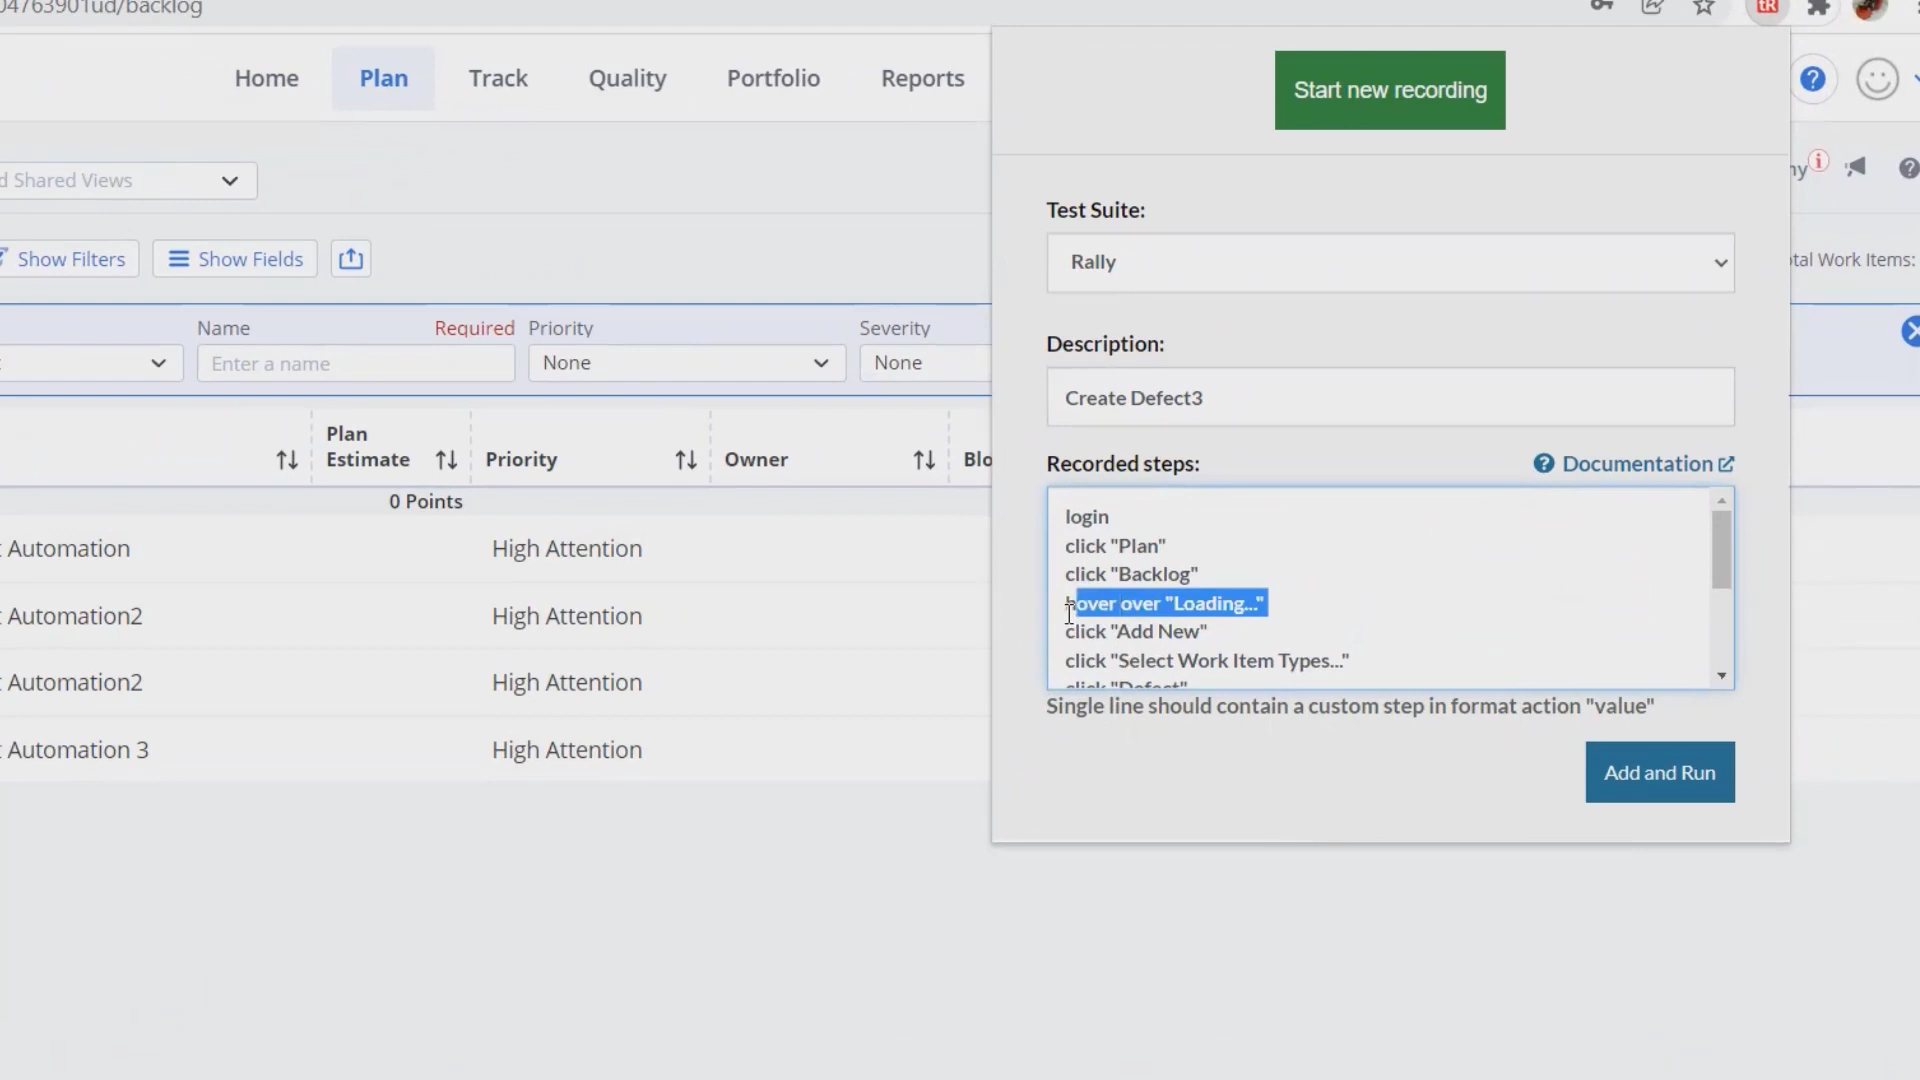 04763901ud/backlog
tR
Home
Plan
Track
Quality
Portfolio
Reports
Start new recording
?
d Shared Views
Test Suite:
Rally
Show Filters
Show Fields
tal Work Items:
Name
Required
Priority
Severity
Enter a name
None
None
Description:
Create Defect3
Plan
Estimate
Priority
Owner
Blo
0 Points
Recorded steps:
? Documentation
login
click "Plan"
click "Backlog"
hover over "Loading..."
click "Add New"
click "Select Work Item Types..."
click "Defect"
Single line should contain a custom step in format action "value"
Add and Run
t Automation
High Attention
t Automation2
High Attention
t Automation2
High Attention
t Automation 3
High Attention